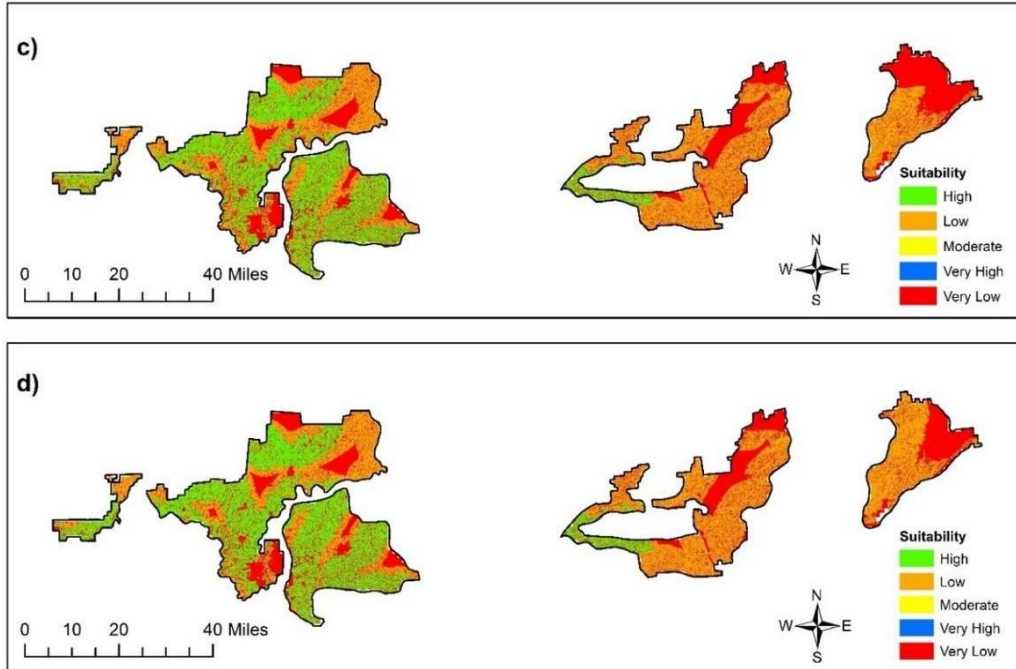 c)
Suitability
High
Low
Moderate
Very High
Very Low
N
W E
S
0 10 20 40 Miles
d)
Suitability
High
Low
Moderate
Very High
Very Low
N
W E
S
0 10 20 40 Miles